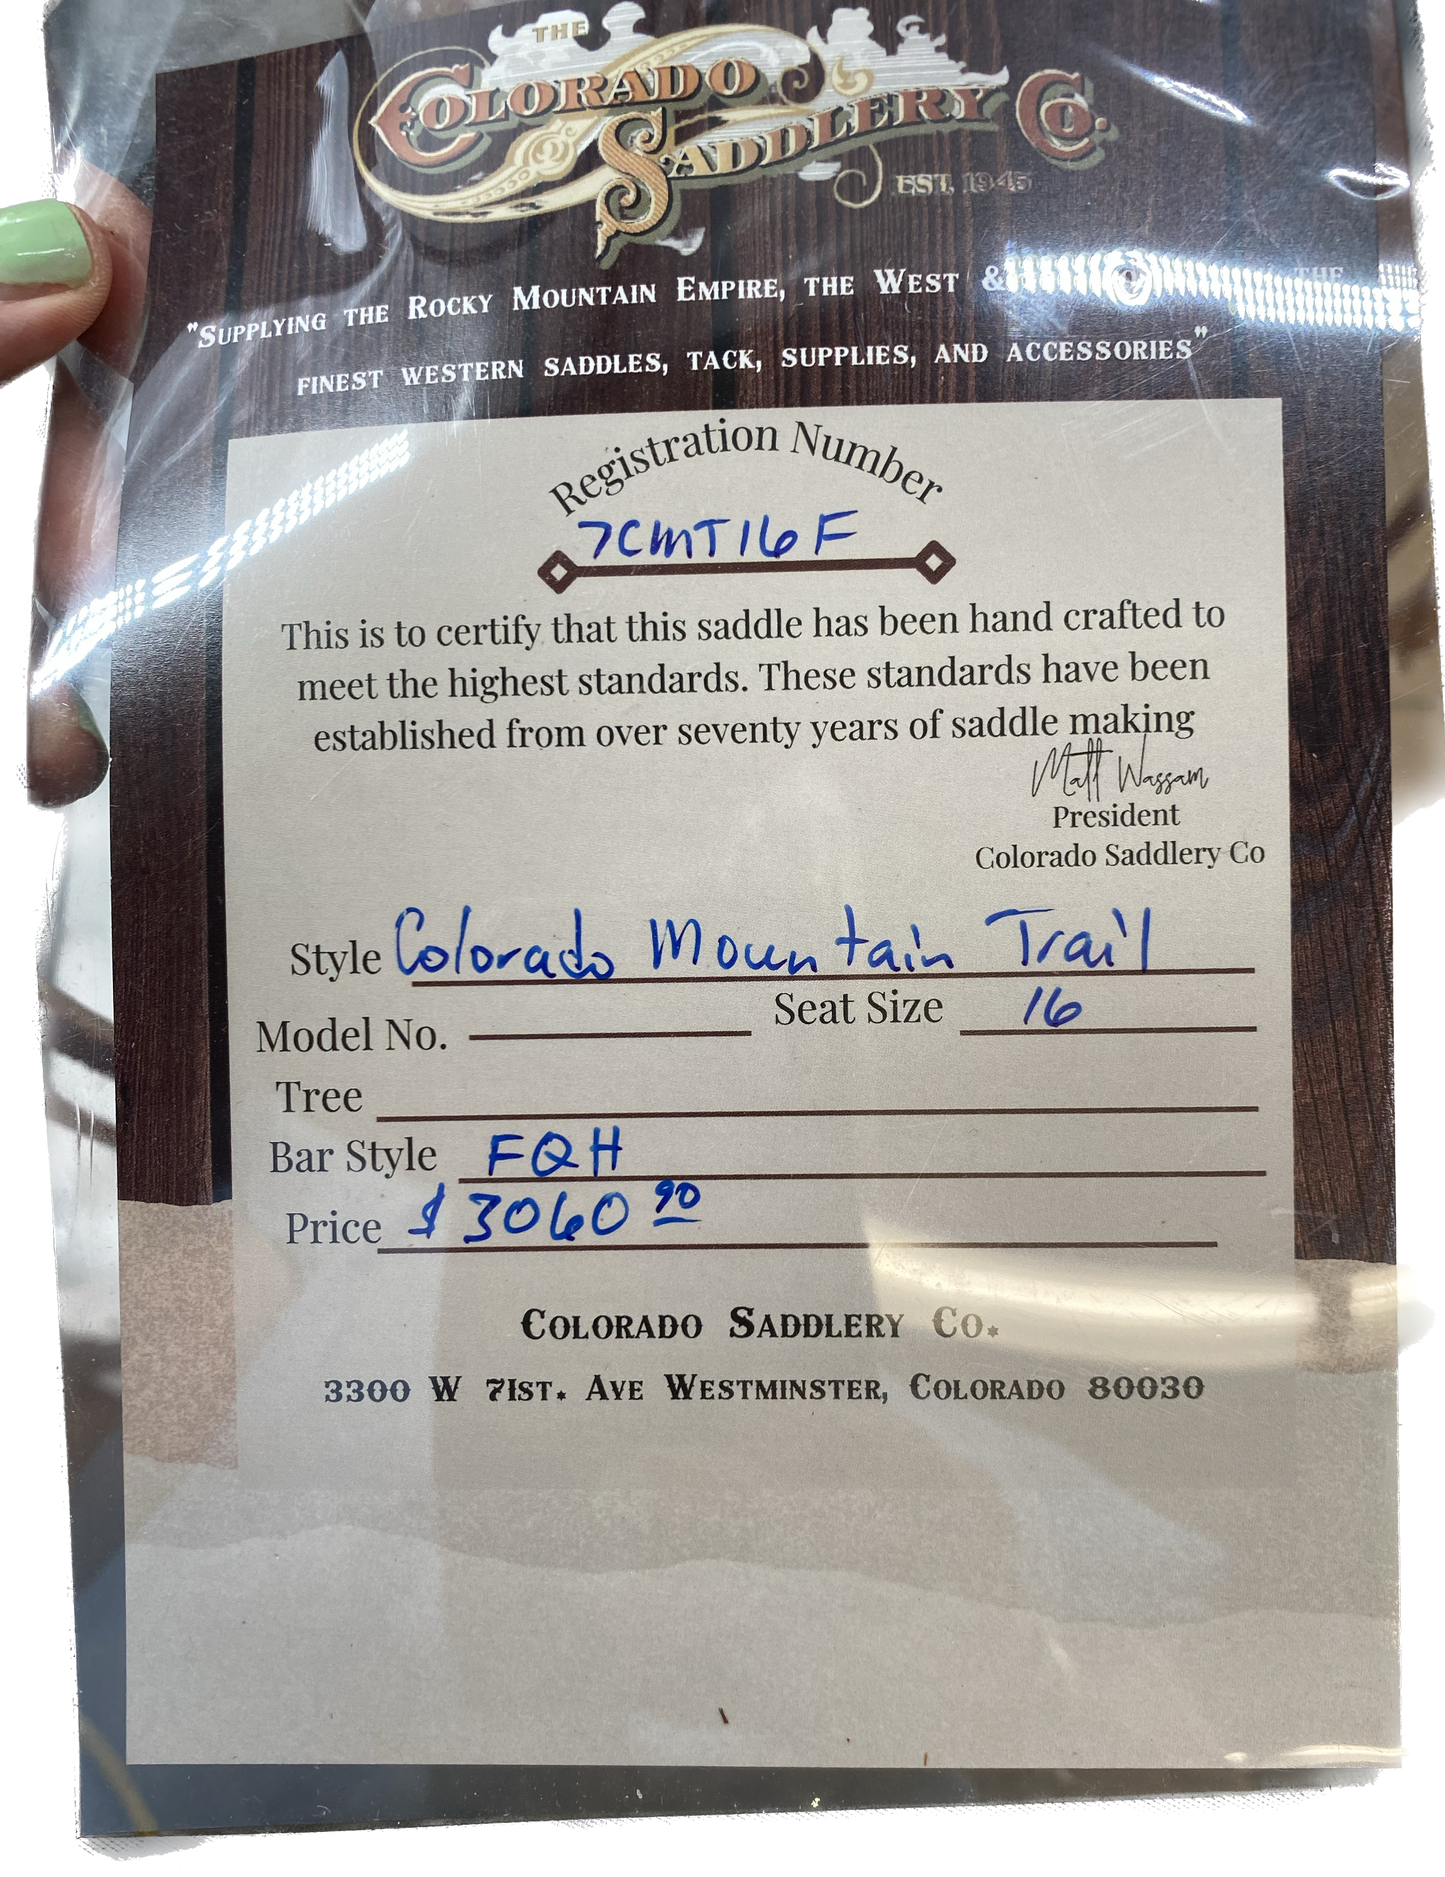 THE
COLORADO SADDLERY CO.
EST. 1945
"SUPPLYING THE ROCKY MOUNTAIN EMPIRE, THE WEST & THE
FINEST WESTERN SADDLES, TACK, SUPPLIES, AND ACCESSORIES"
Registration Number
7CMT16F
This is to certify that this saddle has been hand crafted to
meet the highest standards. These standards have been
established from over seventy years of saddle making
Matt Wassam
President
Colorado Saddlery Co
Style Colorado Mountain Trail
Model No. Seat Size 16
Tree
Bar Style FQH
Price $3060 90
COLORADO SADDLERY CO.
3300 W 71ST. AVE WESTMINSTER, COLORADO 80030